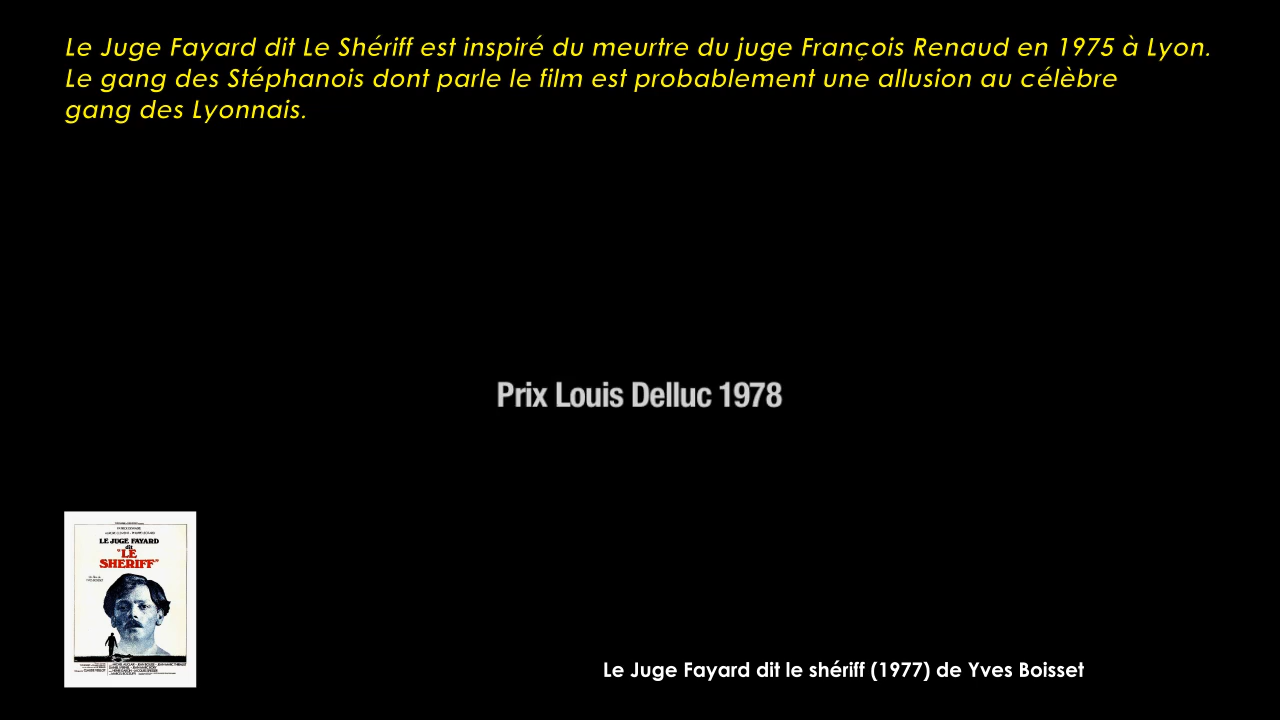 Le Juge Fayard dit Le Shériff est inspiré du meurtre du juge François Renaud en 1975 à Lyon.
Le gang des Stéphanois dont parle le film est probablement une allusion au célèbre
gang des Lyonnais.
Prix Louis Delluc 1978
LE JUGE FAYARD
dit
"LE
SHERIFF"
Le Juge Fayard dit le shériff (1977) de Yves Boisset